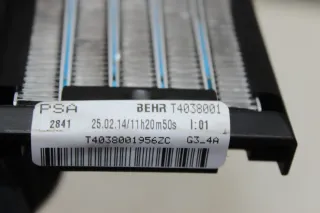 PSA BEHR T4038001
2841 25.02.14/11h20m50s I:01
T4038001956ZC G3_4A